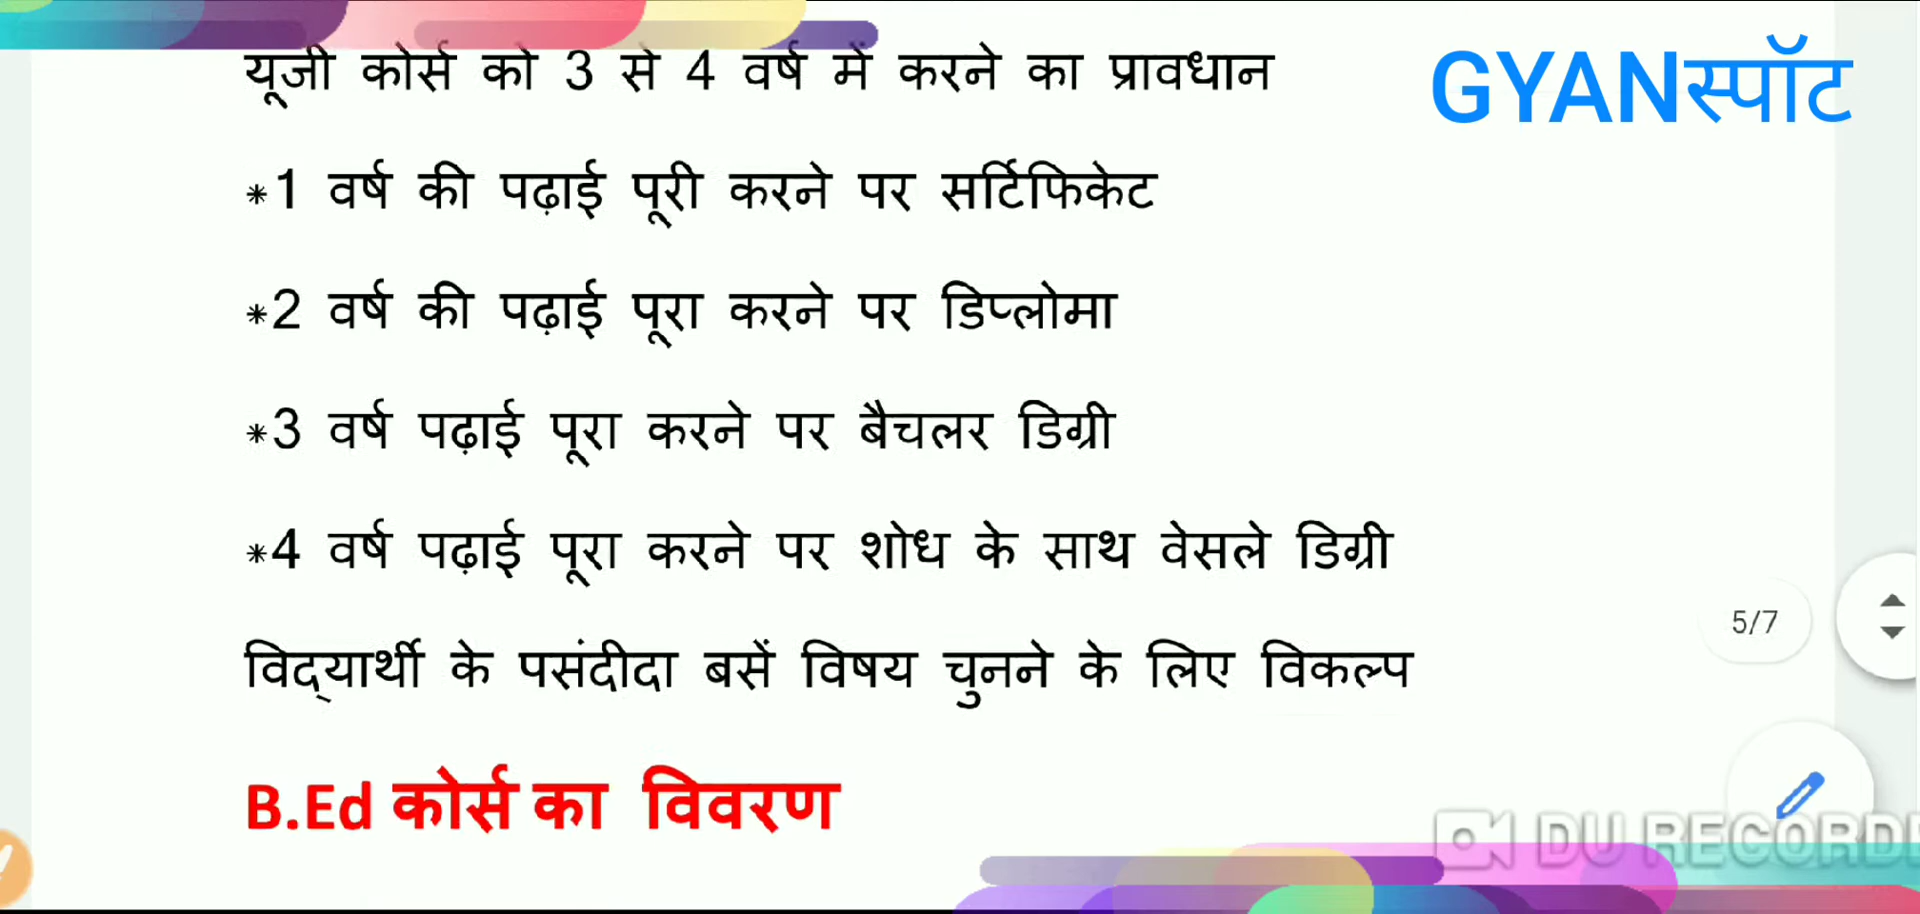 यूजी कोर्स को 3 से 4 वर्ष में करने का प्रावधान
GYANस्पॉट
*1 वर्ष की पढ़ाई पूरी करने पर सर्टिफिकेट
*2 वर्ष की पढ़ाई पूरा करने पर डिप्लोमा
*3 वर्ष पढ़ाई पूरा करने पर बैचलर डिग्री
*4 वर्ष पढ़ाई पूरा करने पर शोध के साथ वेसले डिग्री
5/7
विद्यार्थी के पसंदीदा बसें विषय चुनने के लिए विकल्प
B.Ed कोर्स का विवरण
DU RECORD